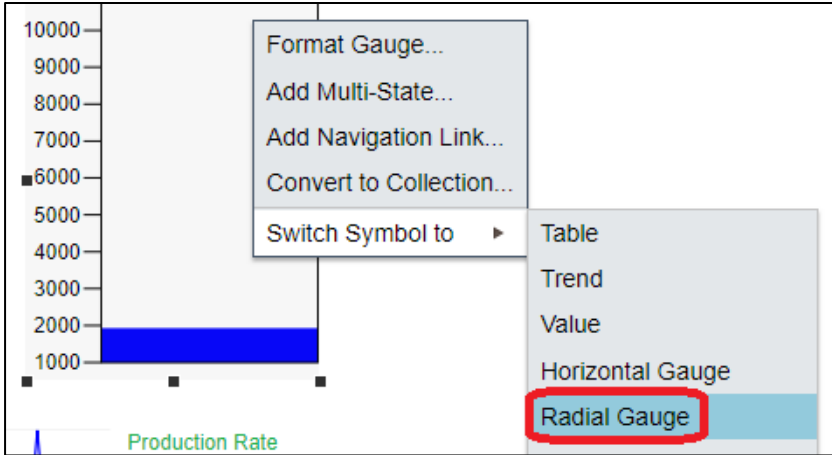 10000
9000
8000
7000
6000
5000
4000
3000
2000
1000
Format Gauge...
Add Multi-State...
Add Navigation Link...
Convert to Collection...
Switch Symbol to
Table
Trend
Value
Horizontal Gauge
Radial Gauge
Production Rate